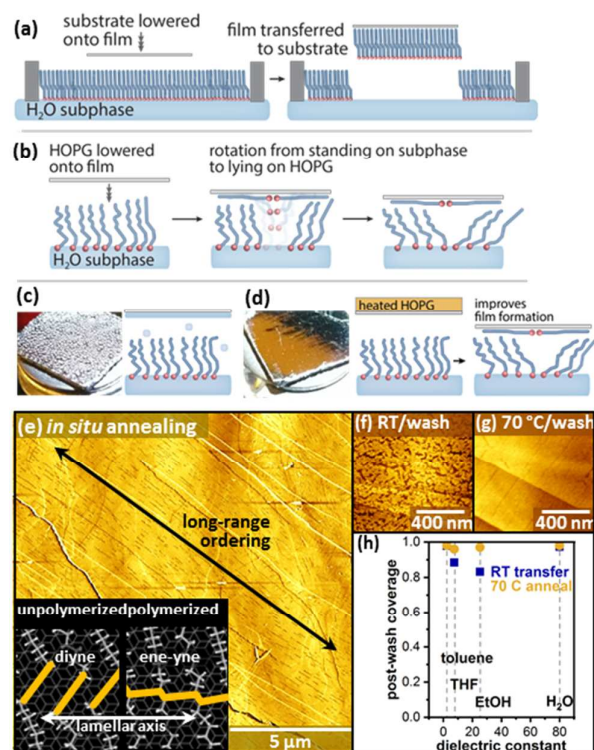 (a)
substrate lowered
onto film
film transferred
to substrate
H₂O subphase
(b)
HOPG lowered
onto film
rotation from standing on subphase
to lying on HOPG
H₂O subphase
(c)
(d)
heated HOPG
improves
film formation
(e) in situ annealing
long-range
ordering
unpolymerized
polymerized
diyne
ene-yne
lamellar axis
5 µm
(f) RT/wash
400 nm
(g) 70 °C/wash
400 nm
(h)
post-wash coverage
1.0
0.8
0.6
0.4
0.2
0.0
RT transfer
70 C anneal
toluene
THF
EtOH
H₂O
0
20
40
60
80
dielectric constant